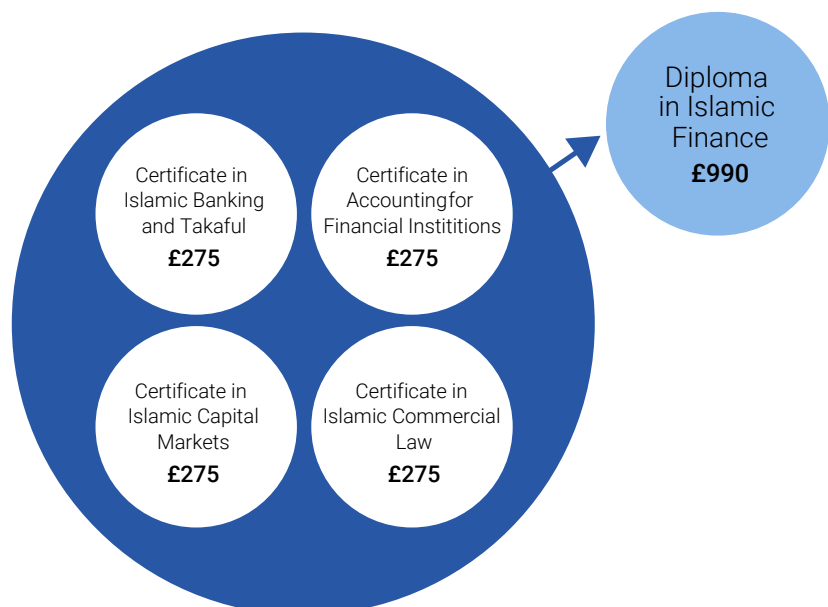 Certificate in
Islamic Banking
and Takaful
£275
Certificate in
Accountingfor
Financial Instititions
£275
Certificate in
Islamic Capital
Markets
£275
Certificate in
Islamic Commercial
Law
£275
Diploma
in Islamic
Finance
£990